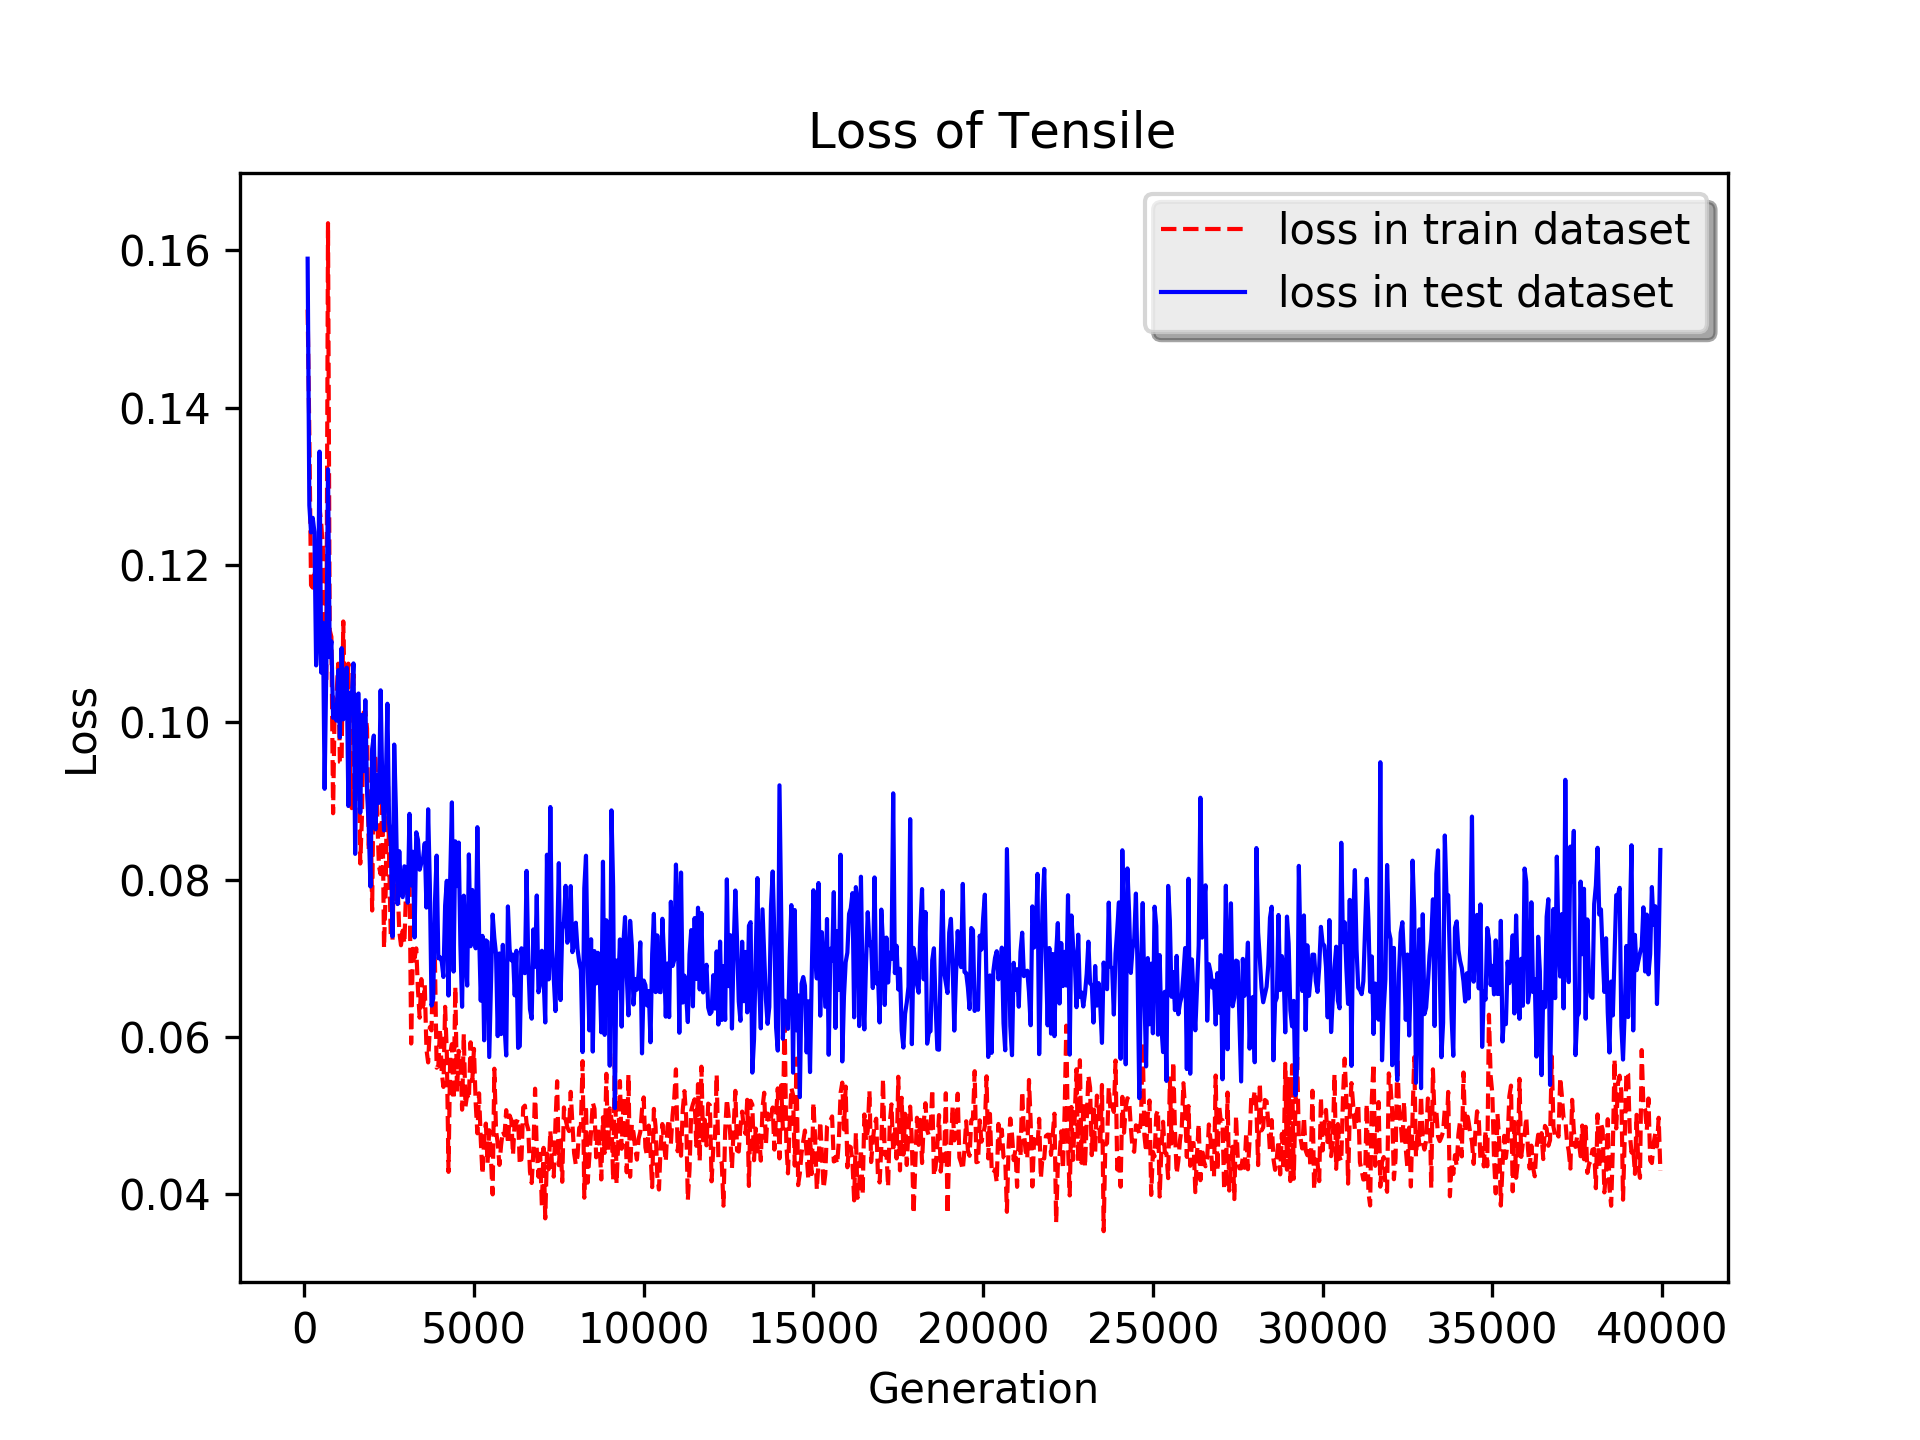 Loss of Tensile
loss in train dataset
loss in test dataset
0.16
0.14
0.12
0.10
0.08
0.06
0.04
Loss
0 5000 10000 15000 20000 25000 30000 35000 40000
Generation